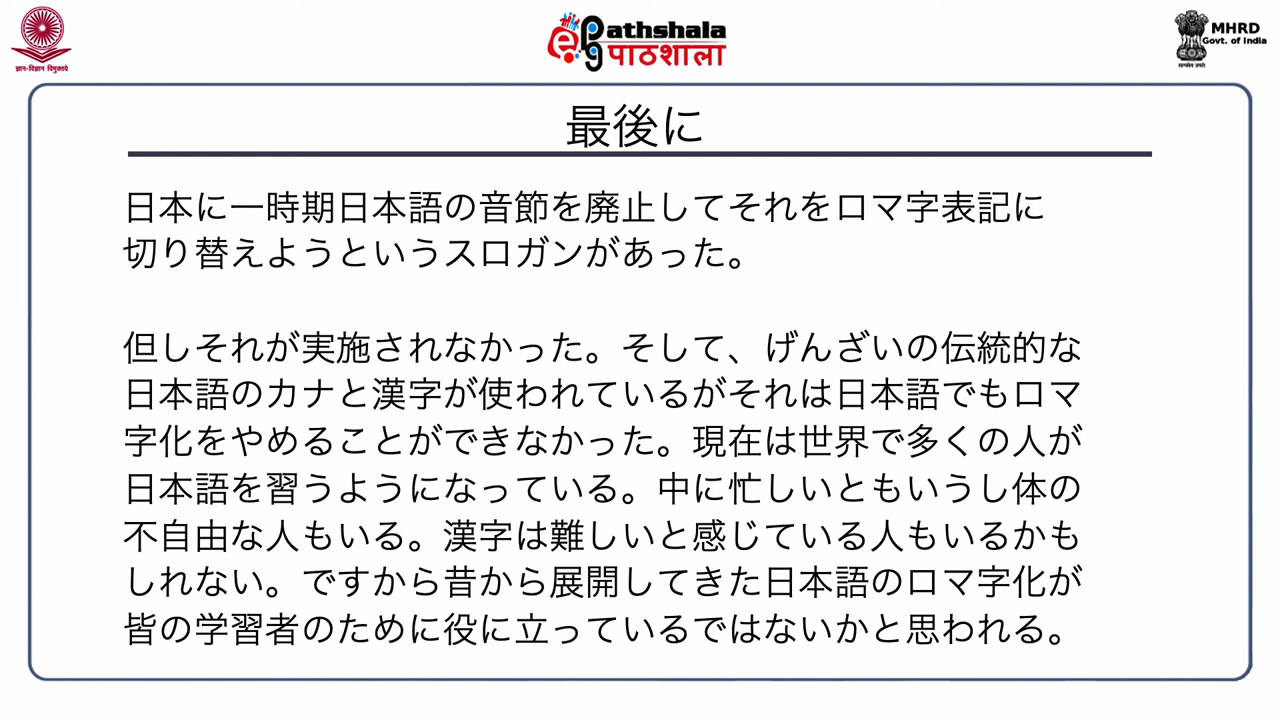 ज्ञान-विज्ञान विमुक्तये
epg Pathshala
पाठशाला
MHRD
Govt. of India
最後に
日本に一時期日本語の音節を廃止してそれをロマ字表記に
切り替えようというスロガンがあった。
但しそれが実施されなかった。そして、げんざいの伝統的な
日本語のカナと漢字が使われているがそれは日本語でもロマ
字化をやめることができなかった。現在は世界で多くの人が
日本語を習うようになっている。中に忙しいともいうし体の
不自由な人もいる。漢字は難しいと感じている人もいるかも
しれない。ですから昔から展開してきた日本語のロマ字化が
皆の学習者のために役に立っているではないかと思われる。